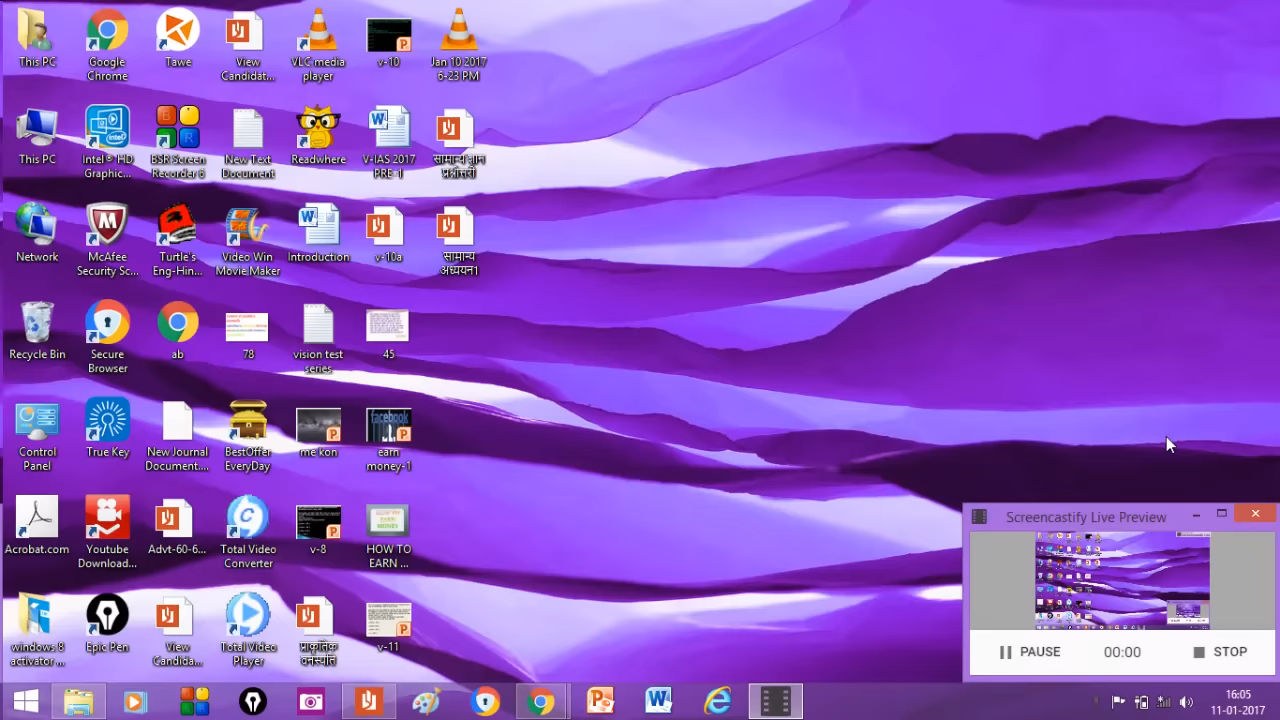 This PC
Google
Chrome
Tawe
View
Candidat...
VLC media
player
v-10
Jan 10 2017
6-23 PM
This PC
Intel® HD
Graphic...
BSR Screen
Recorder 6
New Text
Document
Readwhere
V-IAS 2017
PRE-1
सामान्य ज्ञान
प्रश्नोत्तरी
Network
McAfee
Security Sc...
Turtle's
Eng-Hin...
Video Win
Movie Maker
Introduction
v-10a
सामान्य
अध्ययन1
Recycle Bin
Secure
Browser
ab
78
vision test
series
45
Control
Panel
True Key
New Journal
Document....
BestOffer
EveryDay
me kon
facebook
earn
money-1
Acrobat.com
Youtube
Download...
Advt-60-6...
Total Video
Converter
v-8
HOW TO
EARN ...
windows 8
activator ...
Epic Pen
View
Candida...
Total Video
Player
प्राकृतिक
वनस्पति
v-11
Screencastify Live Preview
PAUSE 00:00 STOP
16:05
11-01-2017